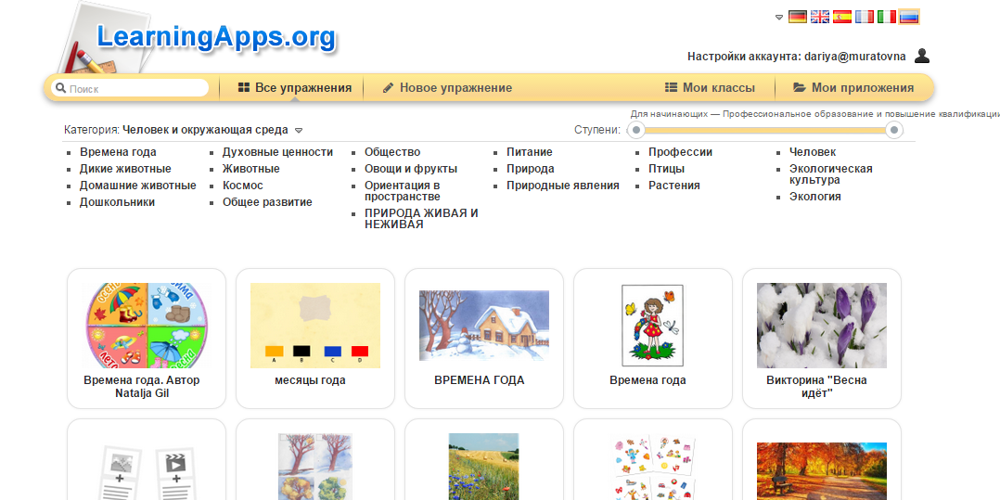 LearningApps.org
Настройки аккаунта: dariya@muratovna
Поиск
Все упражнения
Новое упражнение
Мои классы
Мои приложения
Для начинающих — Профессиональное образование и повышение квалификации
Категория: Человек и окружающая среда
Ступени:
Времена года
Дикие животные
Домашние животные
Дошкольники
Духовные ценности
Животные
Космос
Общее развитие
Общество
Овощи и фрукты
Ориентация в
пространстве
ПРИРОДА ЖИВАЯ И
НЕЖИВАЯ
Питание
Природа
Природные явления
Профессии
Птицы
Растения
Человек
Экологическая
культура
Экология
осень
зима
лето
весна
Времена года. Автор
Natalja Gil
A B C D
месяцы года
ВРЕМЕНА ГОДА
Времена года
Викторина "Весна
идёт"